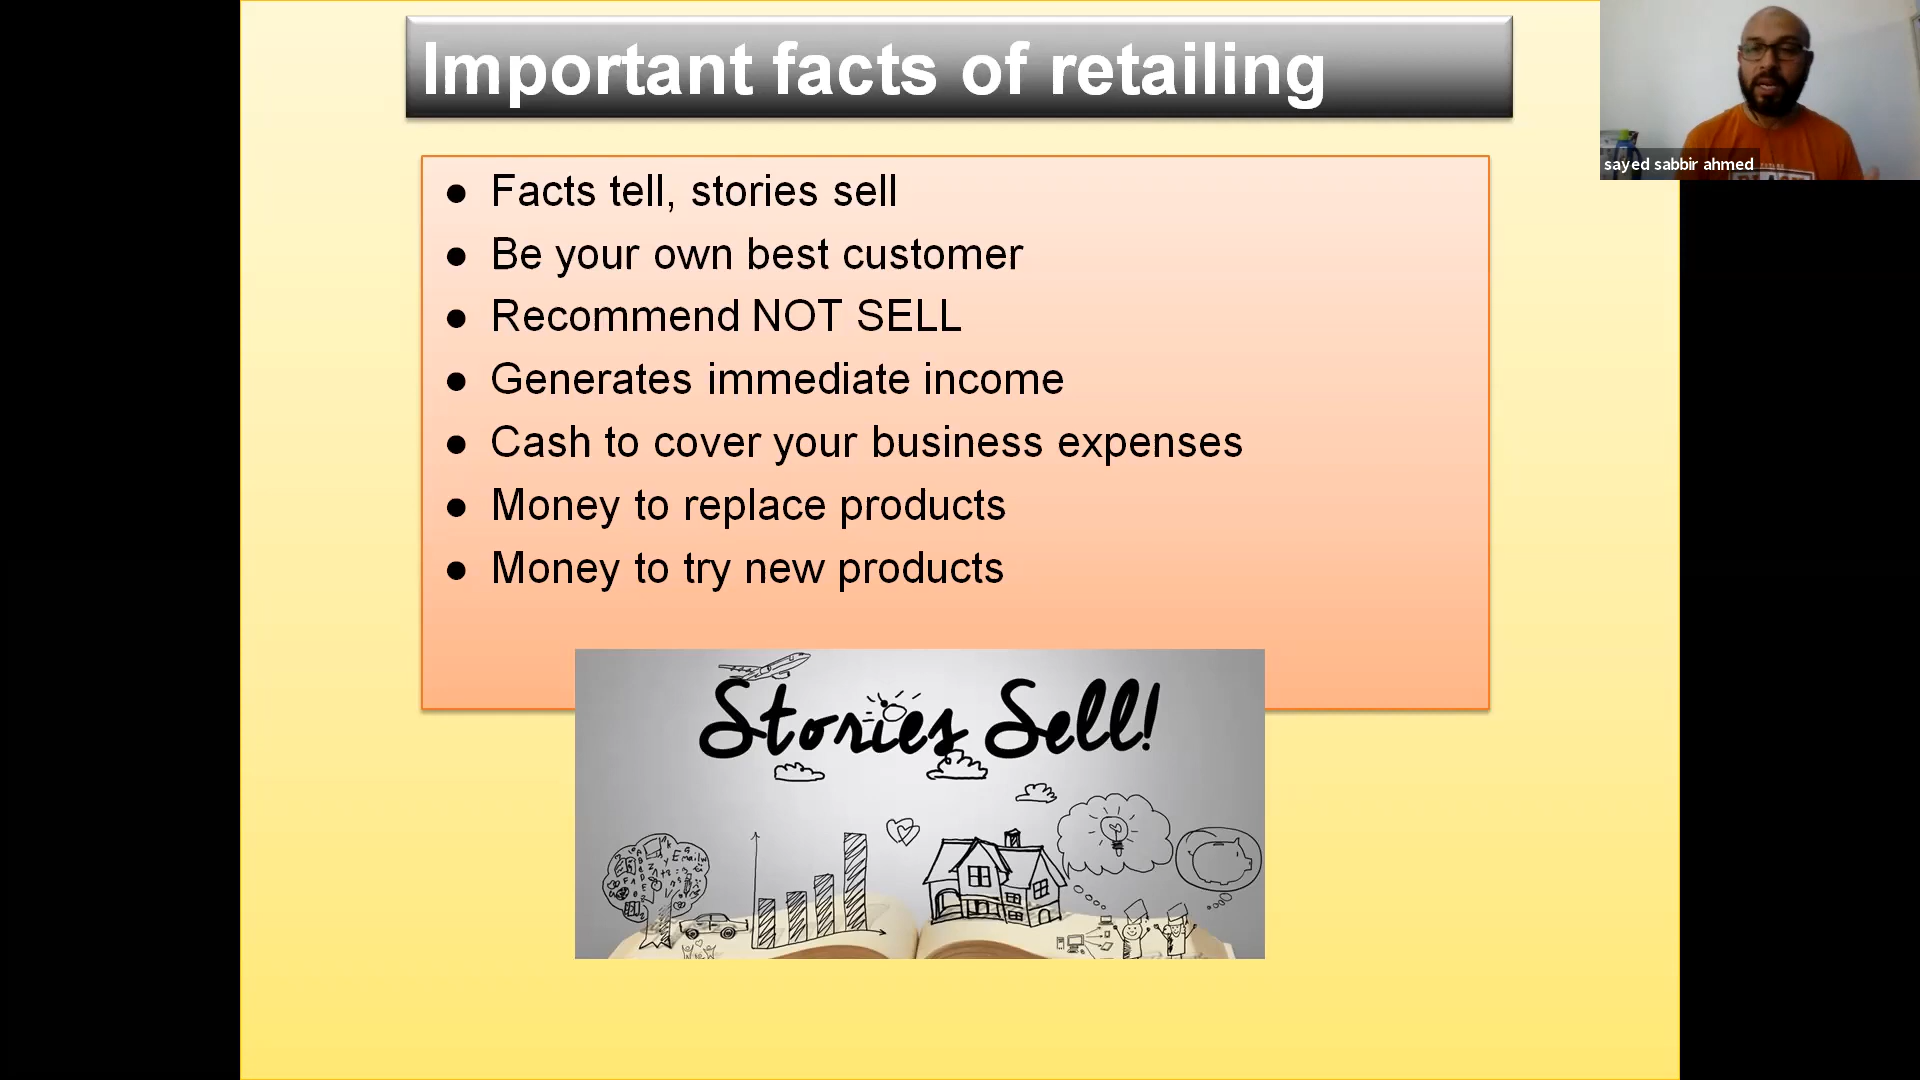 Important facts of retailing
sayed sabbir ahmed
● Facts tell, stories sell
● Be your own best customer
● Recommend NOT SELL
● Generates immediate income
● Cash to cover your business expenses
● Money to replace products
● Money to try new products
Stories Sell!